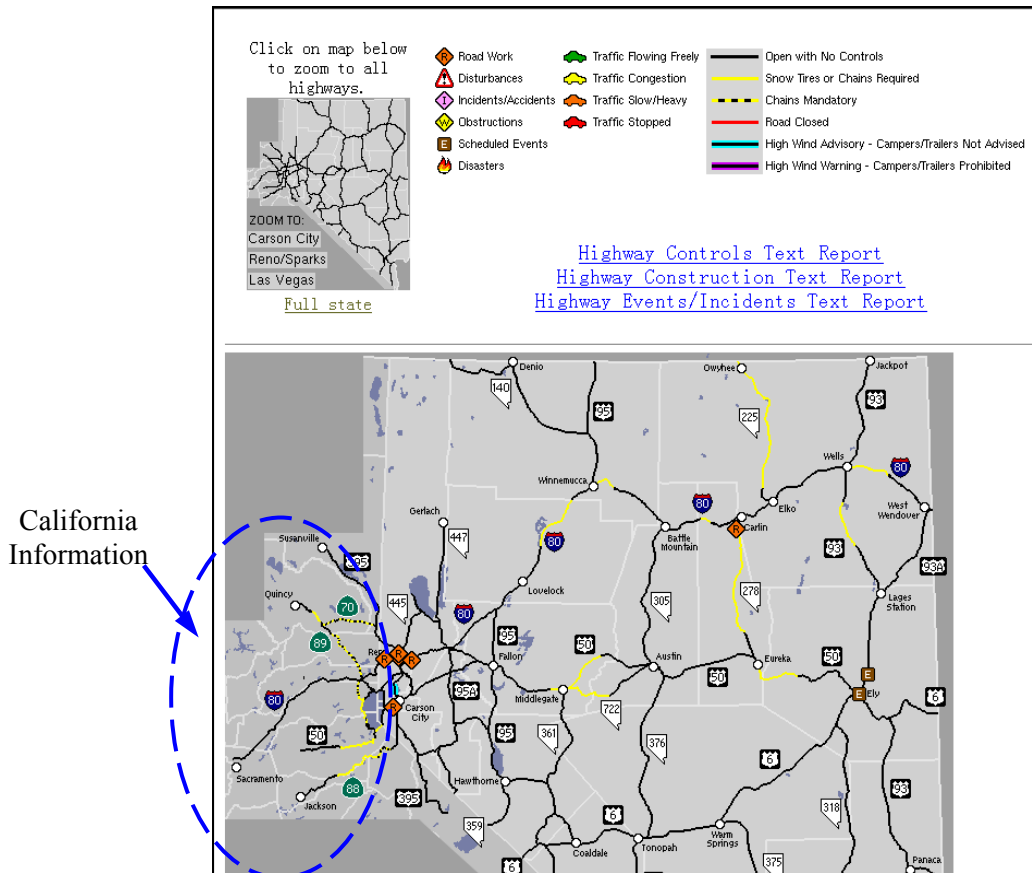 Click on map below
to zoom to all
highways.
ZOOM TO:
Carson City
Reno/Sparks
Las Vegas
Full state
R Road Work
Disturbances
I Incidents/Accidents
W Obstructions
E Scheduled Events
Disasters
Traffic Flowing Freely
Traffic Congestion
Traffic Slow/Heavy
Traffic Stopped
Open with No Controls
Snow Tires or Chains Required
Chains Mandatory
Road Closed
High Wind Advisory - Campers/Trailers Not Advised
High Wind Warning - Campers/Trailers Prohibited
Highway Controls Text Report
Highway Construction Text Report
Highway Events/Incidents Text Report
California
Information
Denio
Owyhee
Jackpot
140
95
225
93
Wells
80
Winnemucca
80
Elko
West
Wendover
Gerlach
R
Carlin
Susanville
447
80
Battle
Mountain
93
93A
395
Lovelock
Quincy
70
445
80
305
278
Lages
Station
89
95
50
R
R
R
Fallon
Austin
Eureka
50
50
E
80
95A
Middlegate
E
Ely
6
R
Carson
City
722
50
95
361
376
6
Sacramento
Hawthorne
93
Jackson
88
395
318
359
6
Warm
Springs
Coaldale
Tonopah
6
375
Panaca